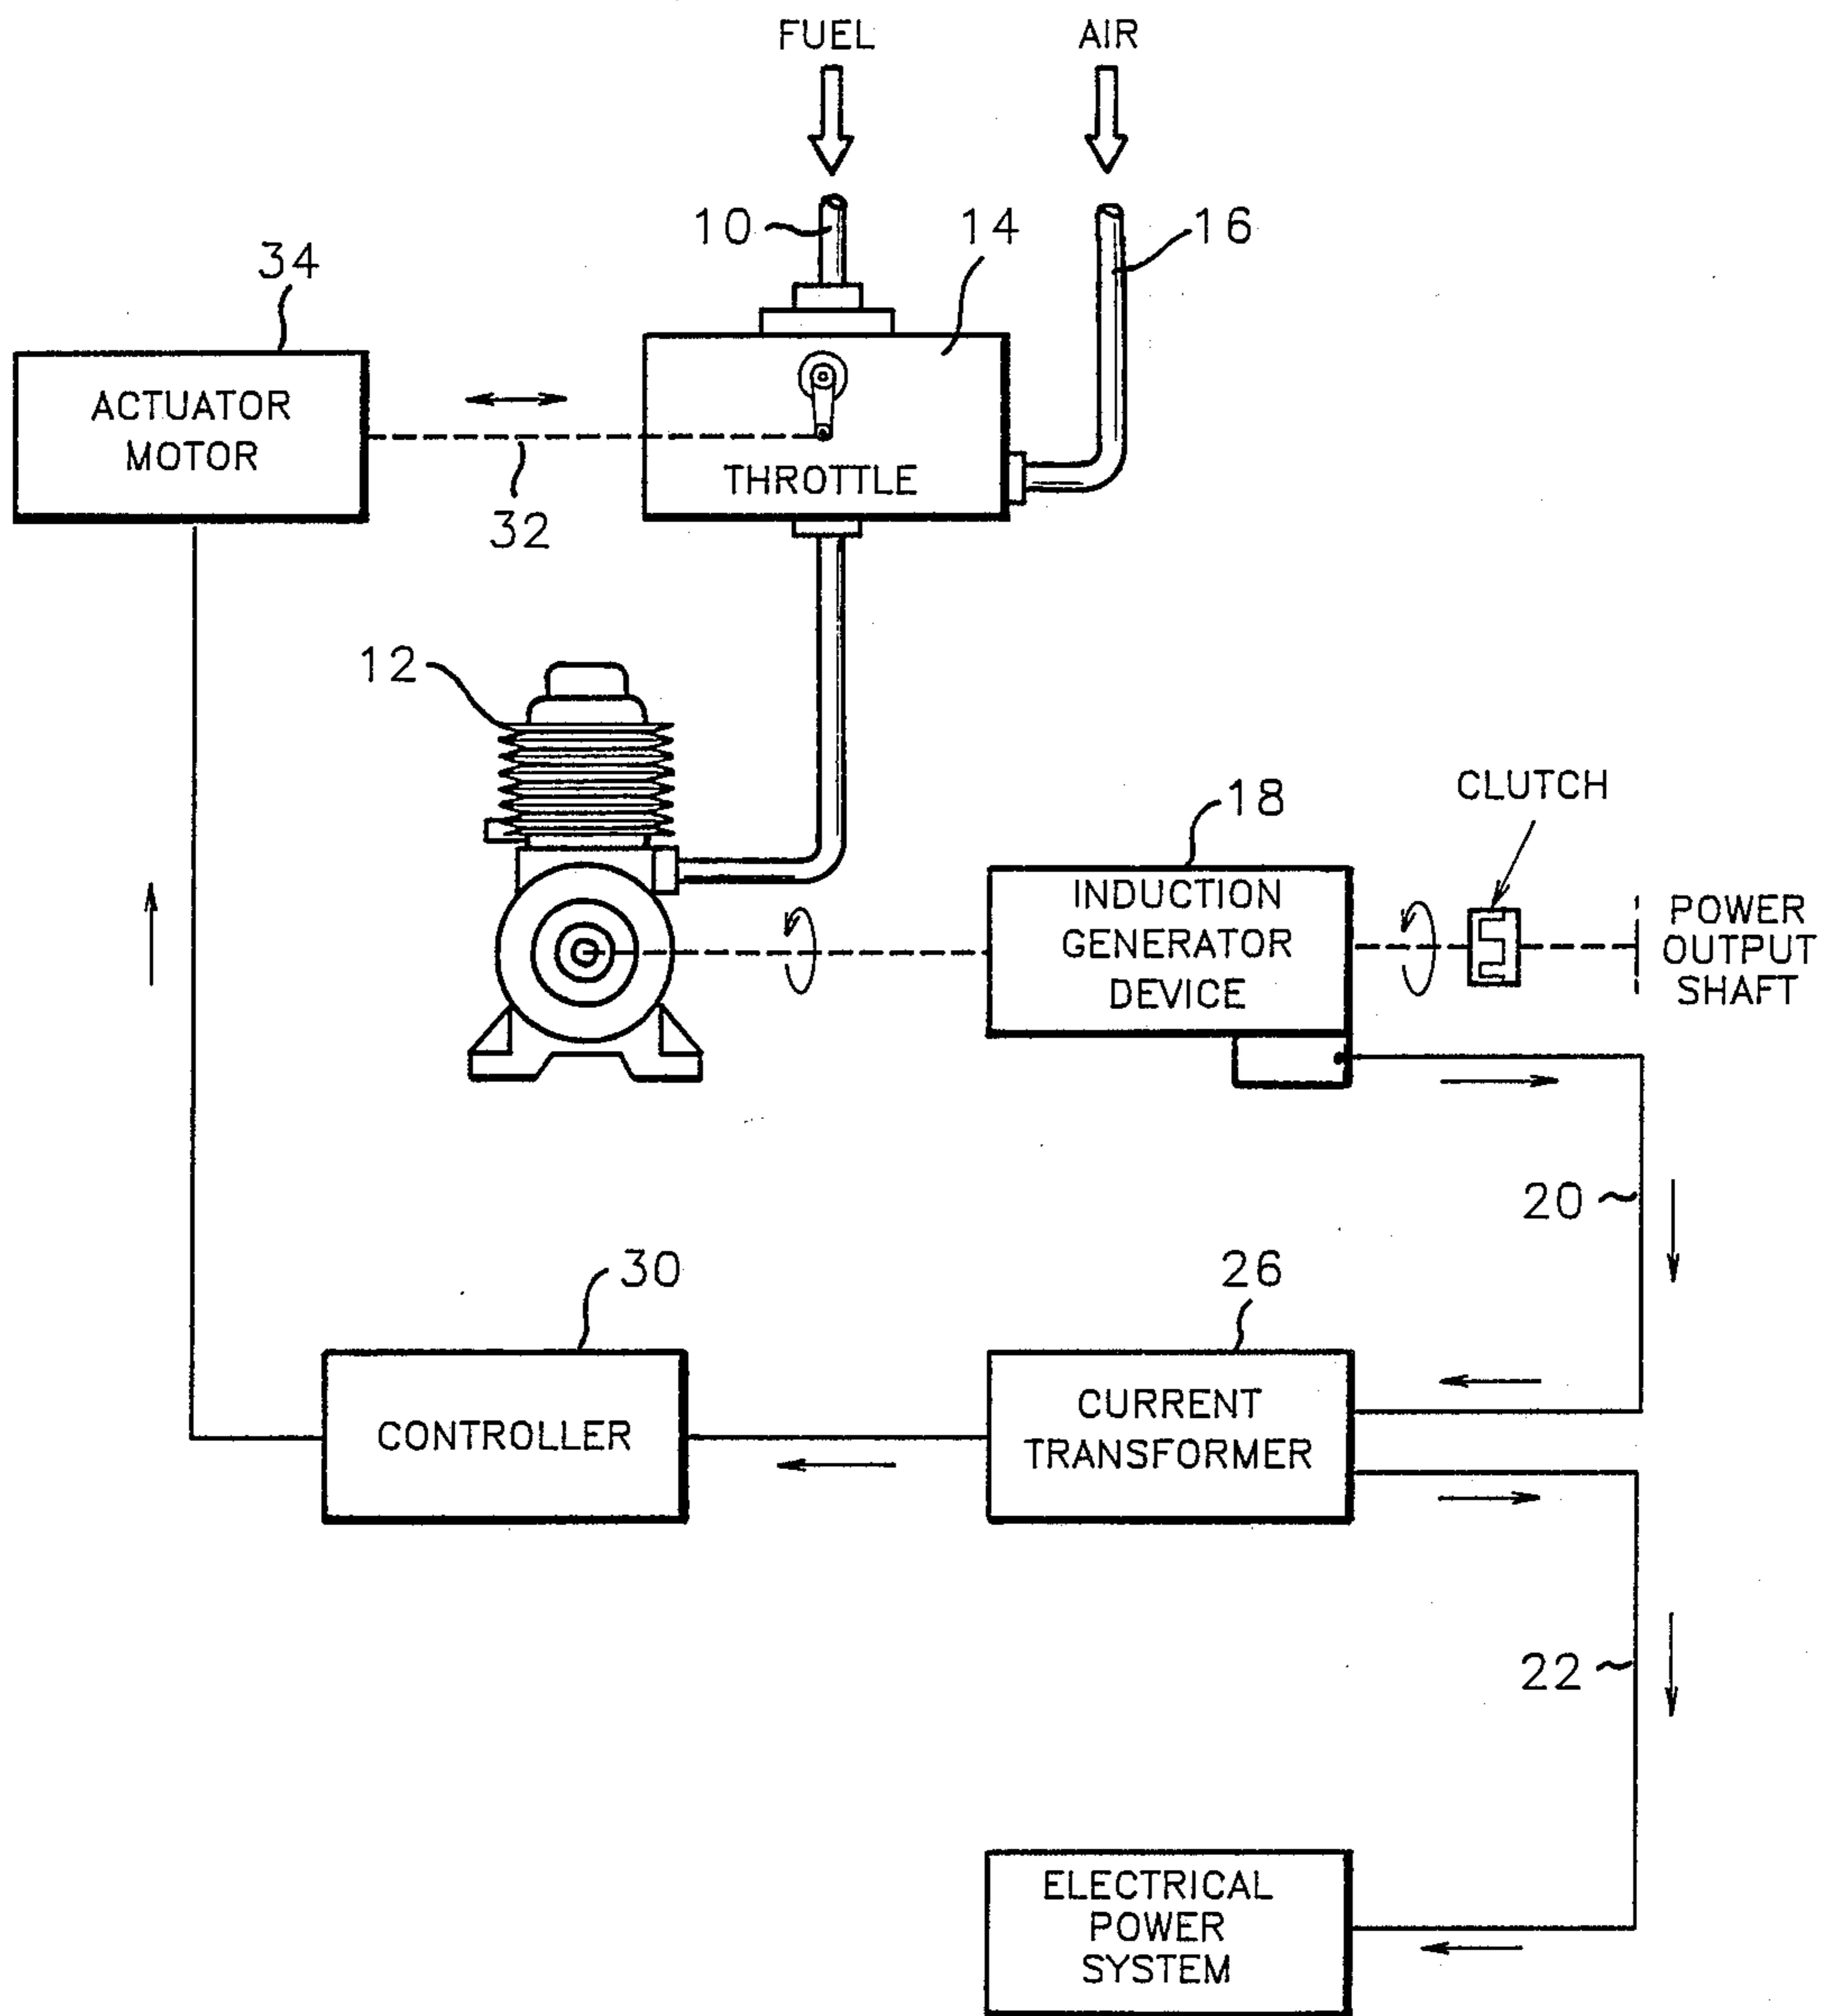 FUEL
AIR
10
14
16
34
ACTUATOR
MOTOR
THROTTLE
32
12
CLUTCH
18
INDUCTION
GENERATOR
DEVICE
POWER
OUTPUT
SHAFT
20
30
26
CONTROLLER
CURRENT
TRANSFORMER
22
ELECTRICAL
POWER
SYSTEM